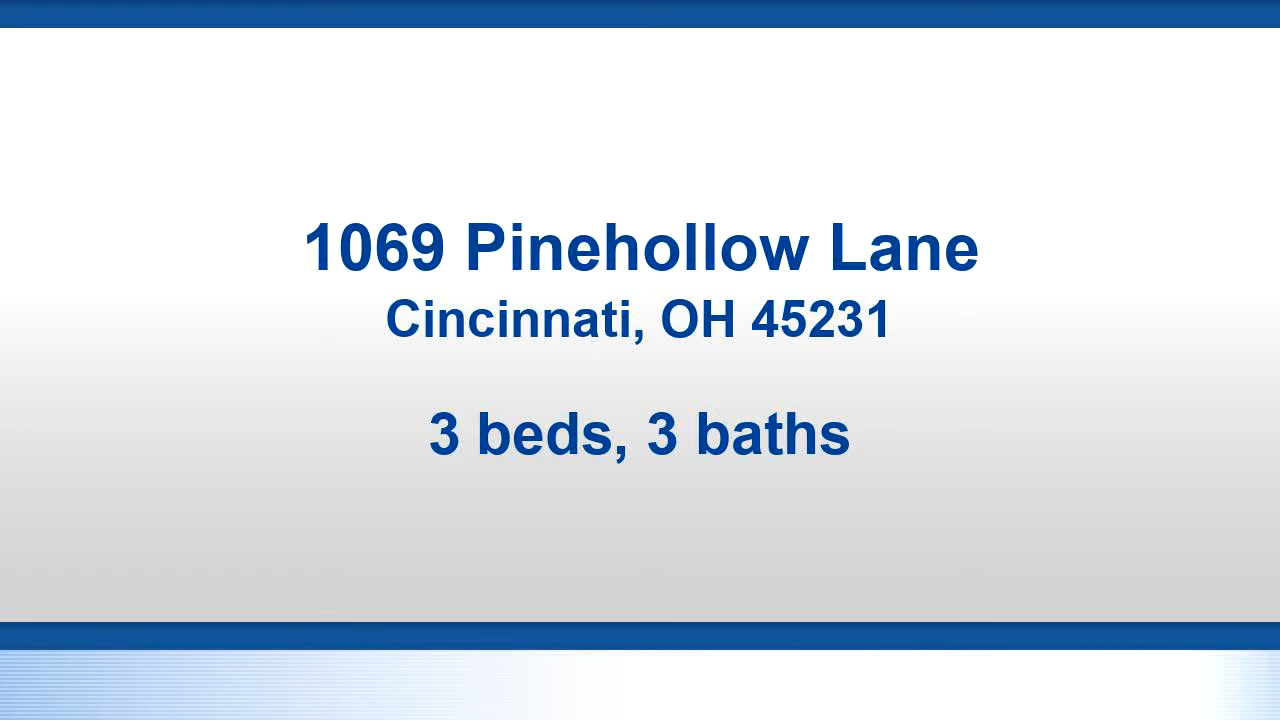 1069 Pinehollow Lane
Cincinnati, OH 45231
3 beds, 3 baths